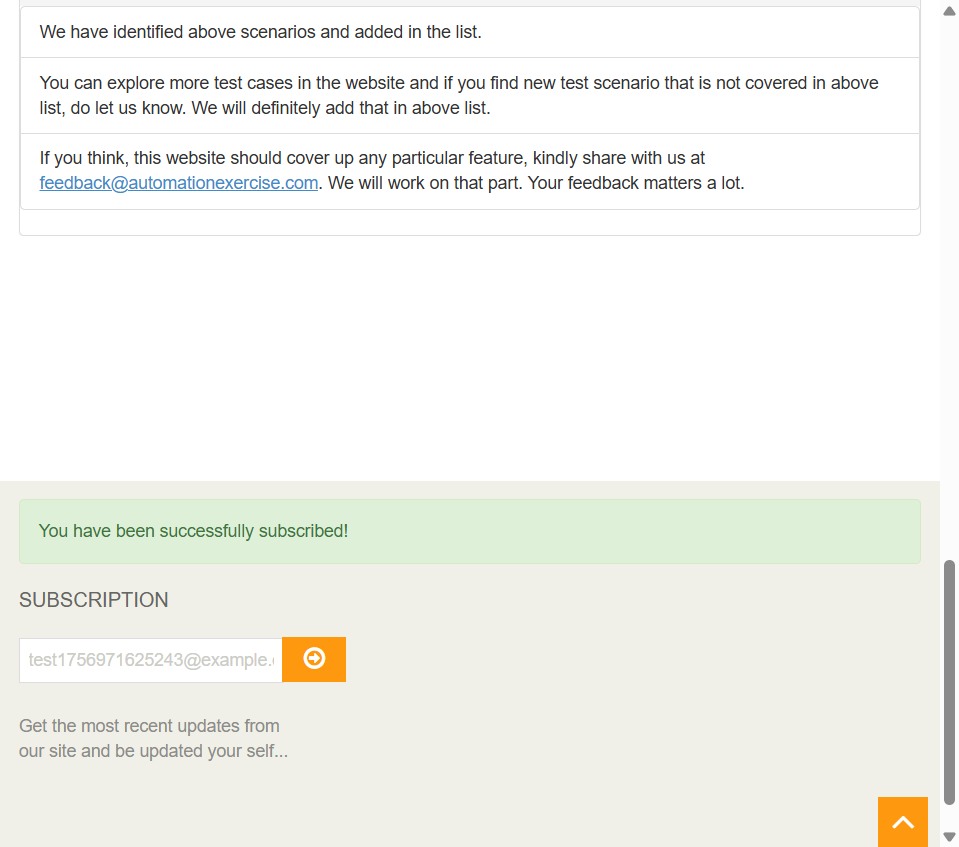 We have identified above scenarios and added in the list.
You can explore more test cases in the website and if you find new test scenario that is not covered in above
list, do let us know. We will definitely add that in above list.
If you think, this website should cover up any particular feature, kindly share with us at
feedback@automationexercise.com. We will work on that part. Your feedback matters a lot.
You have been successfully subscribed!
SUBSCRIPTION
test1756971625243@example.
Get the most recent updates from
our site and be updated your self...